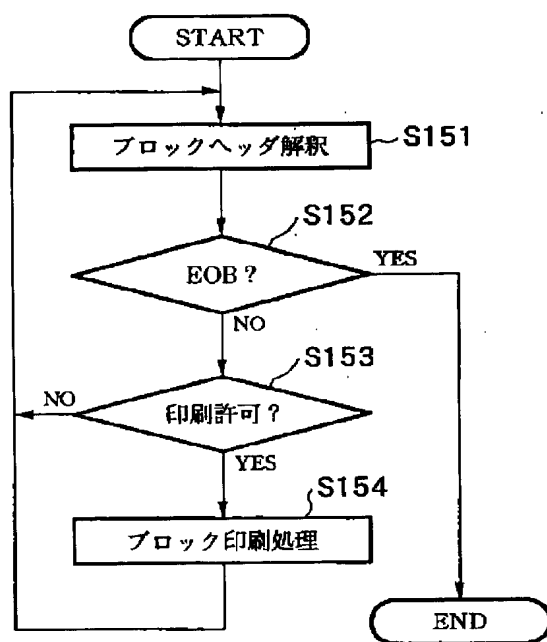 START
ブロックヘッダ解釈
S151
S152
EOB?
YES
NO
S153
NO
印刷許可?
YES
S154
ブロック印刷処理
END